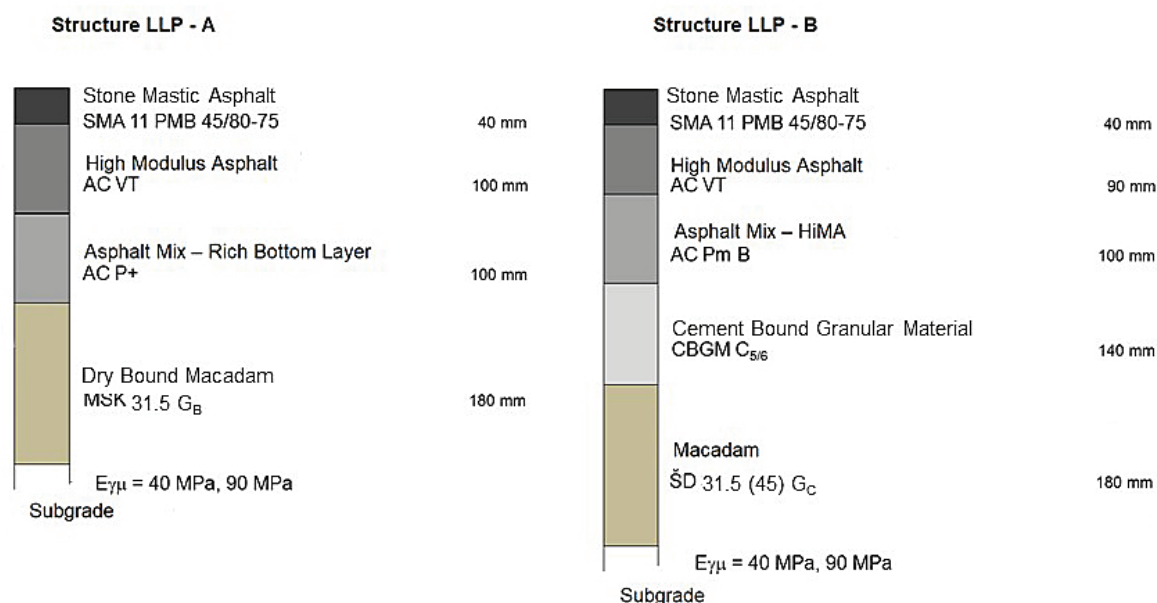 Structure LLP - A
Stone Mastic Asphalt
SMA 11 PMB 45/80-75
40 mm
High Modulus Asphalt
AC VT
100 mm
Asphalt Mix – Rich Bottom Layer
AC P+
100 mm
Dry Bound Macadam
MSK 31.5 G_B
180 mm
Eγμ = 40 MPa, 90 MPa
Subgrade
Structure LLP - B
Stone Mastic Asphalt
SMA 11 PMB 45/80-75
40 mm
High Modulus Asphalt
AC VT
90 mm
Asphalt Mix – HiMA
AC Pm B
100 mm
Cement Bound Granular Material
CBGM C_5/6
140 mm
Macadam
ŠD 31.5 (45) G_C
180 mm
Eγμ = 40 MPa, 90 MPa
Subgrade